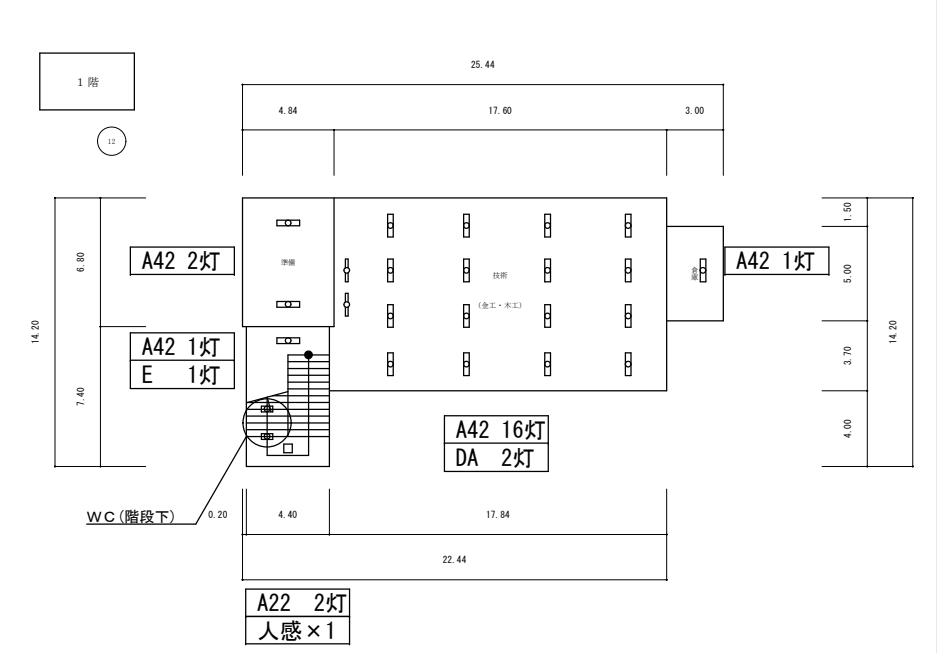 25.44
1 階
4.84
17.60
3.00
12
1.50
6.80
A42 2灯
準備
技術
倉庫
A42 1灯
5.00
(金工・木工)
14.20
14.20
A42 1灯
E 1灯
3.70
7.40
A42 16灯
DA 2灯
4.00
WC(階段下)
0.20
4.40
17.84
22.44
A22 2灯
人感×1